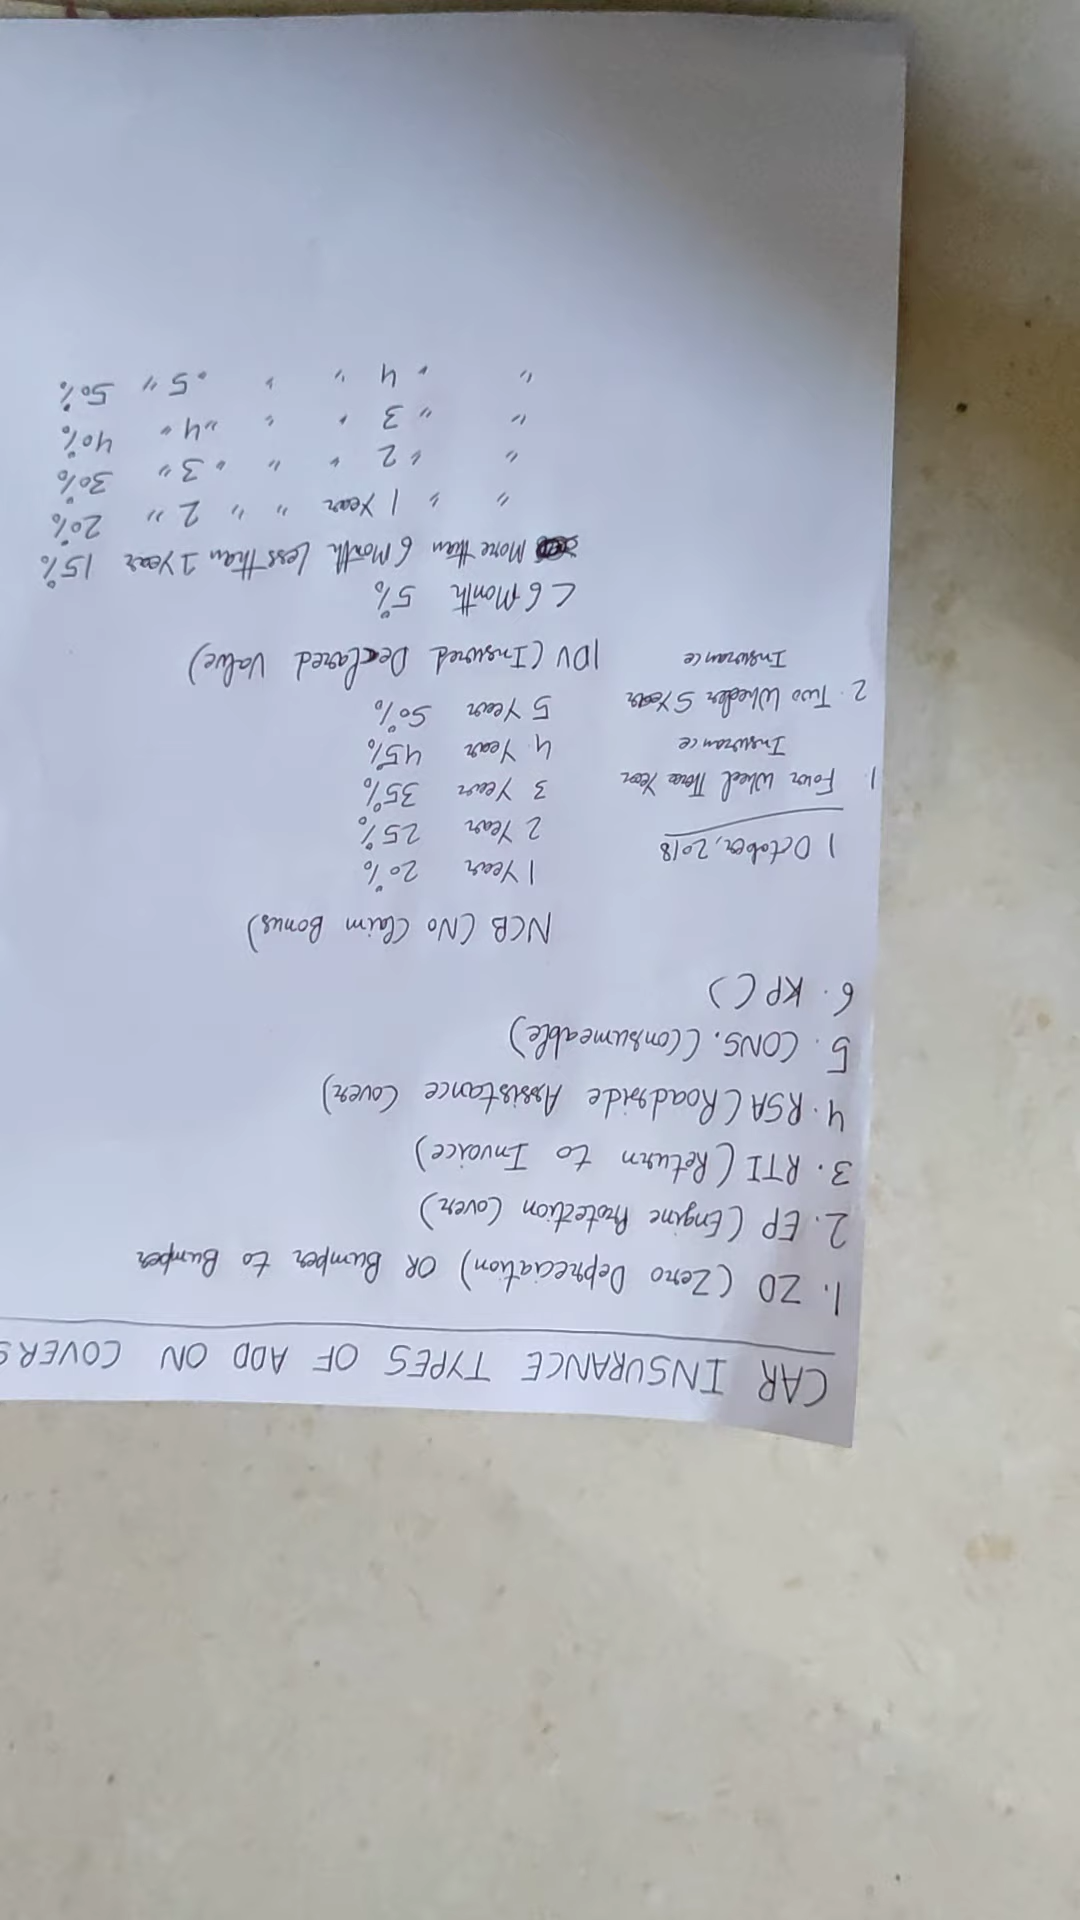 CAR INSURANCE TYPES OF ADD ON COVERS
1. ZD (Zero Depreciation) OR Bumper to Bumper
2. EP (Engine Protection Cover)
3. RTI (Return to Invoice)
4. RSA (Roadside Assistance Cover)
5. CONS. (Consumeable)
6. KP ( )
NCB (No Claim Bonus)
1 Year 20%
2 Year 25%
3 Year 35%
4 Year 45%
5 Year 50%
1 October, 2018
1. Four Wheel Three Year
Insurance
2. Two Wheeler 5 Year
Insurance
IDV (Insured Declared Value)
< 6 Month 5%
More than 6 Month Less than 1 Year 15%
" " 1 Year " " 2 " 20%
" " 2 " " " 3 " 30%
" " 3 " " " 4 " 40%
" " 4 " " " 5 " 50%